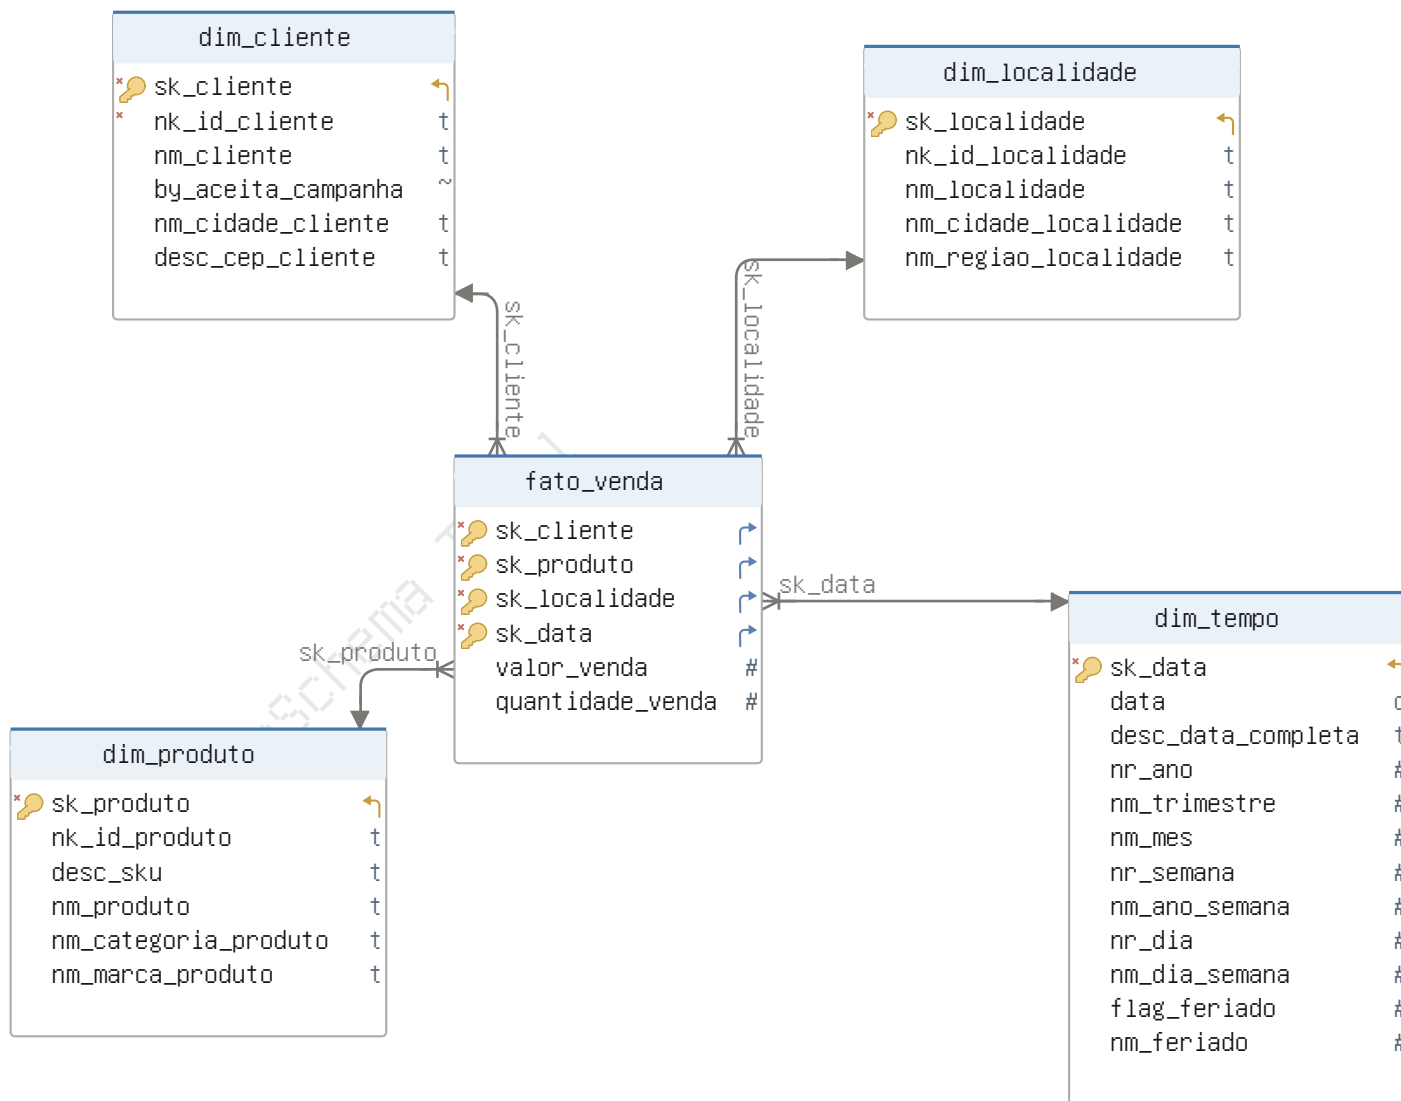 dim_cliente
sk_cliente
nk_id_cliente t
nm_cliente t
by_aceita_campanha ~
nm_cidade_cliente t
desc_cep_cliente t
dim_localidade
sk_localidade
nk_id_localidade t
nm_localidade t
nm_cidade_localidade t
nm_regiao_localidade t
sk_cliente
sk_localidade
fato_venda
sk_cliente
sk_produto
sk_localidade
sk_data
valor_venda #
quantidade_venda #
sk_data
sk_produto
Schema
dim_produto
sk_produto
nk_id_produto t
desc_sku t
nm_produto t
nm_categoria_produto t
nm_marca_produto t
dim_tempo
sk_data
data
desc_data_completa t
nr_ano #
nm_trimestre #
nm_mes #
nr_semana #
nm_ano_semana #
nr_dia #
nm_dia_semana #
flag_feriado #
nm_feriado #